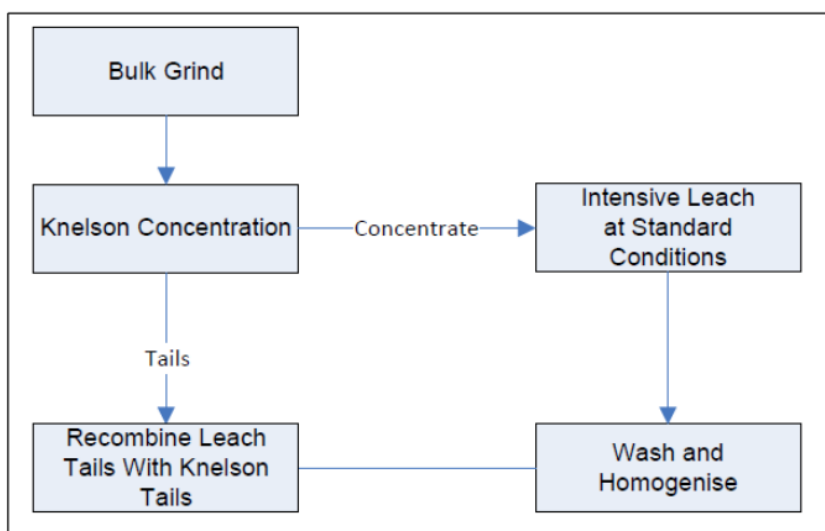 Bulk Grind
Knelson Concentration
Concentrate
Intensive Leach
at Standard
Conditions
Tails
Recombine Leach
Tails With Knelson
Tails
Wash and
Homogenise